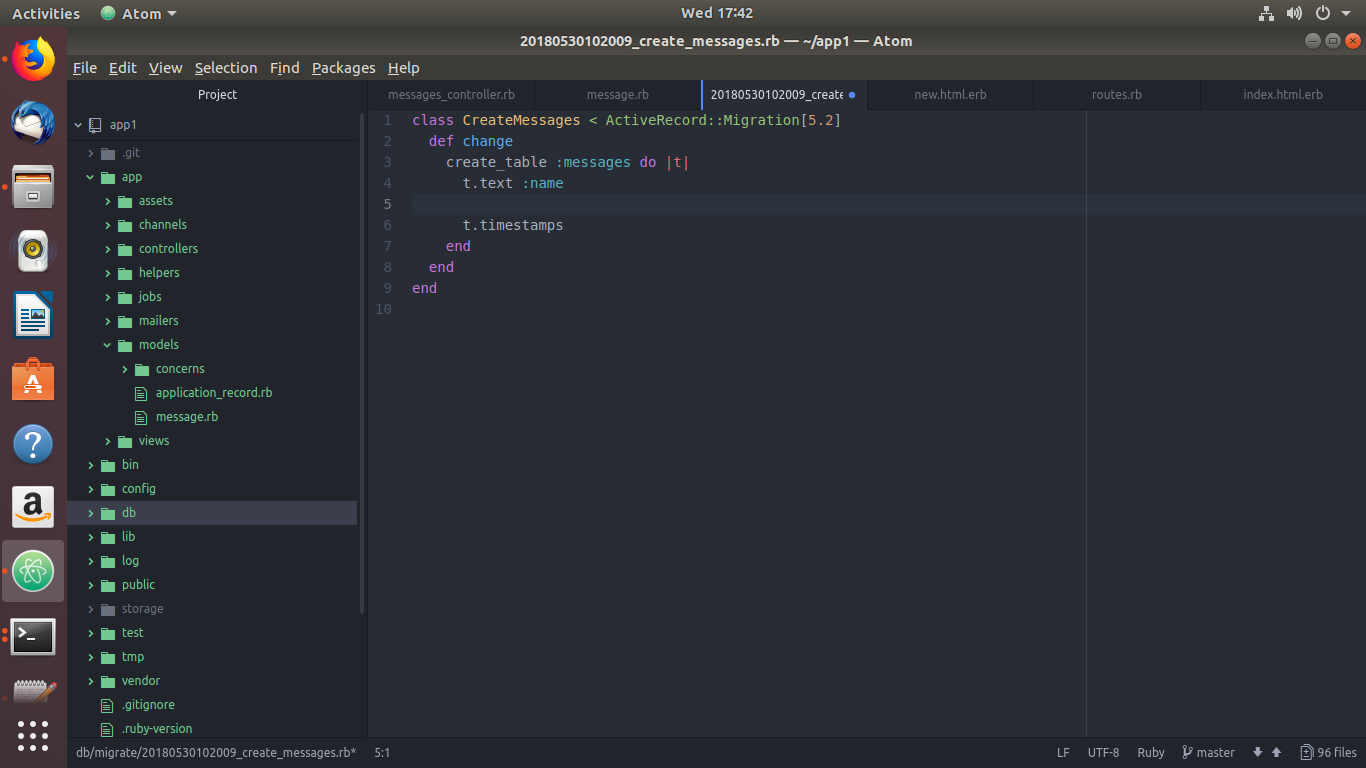 Activities Atom Wed 17:42
20180530102009_create_messages.rb — ~/app1 — Atom
File Edit View Selection Find Packages Help
Project
app1
.git
app
assets
channels
controllers
helpers
jobs
mailers
models
concerns
application_record.rb
message.rb
views
bin
config
db
lib
log
public
storage
test
tmp
vendor
.gitignore
.ruby-version
messages_controller.rb message.rb 20180530102009_create new.html.erb routes.rb index.html.erb
1 class CreateMessages < ActiveRecord::Migration[5.2]
2 def change
3 create_table :messages do |t|
4 t.text :name
5
6 t.timestamps
7 end
8 end
9 end
10
db/migrate/20180530102009_create_messages.rb* 5:1 LF UTF-8 Ruby master 96 files